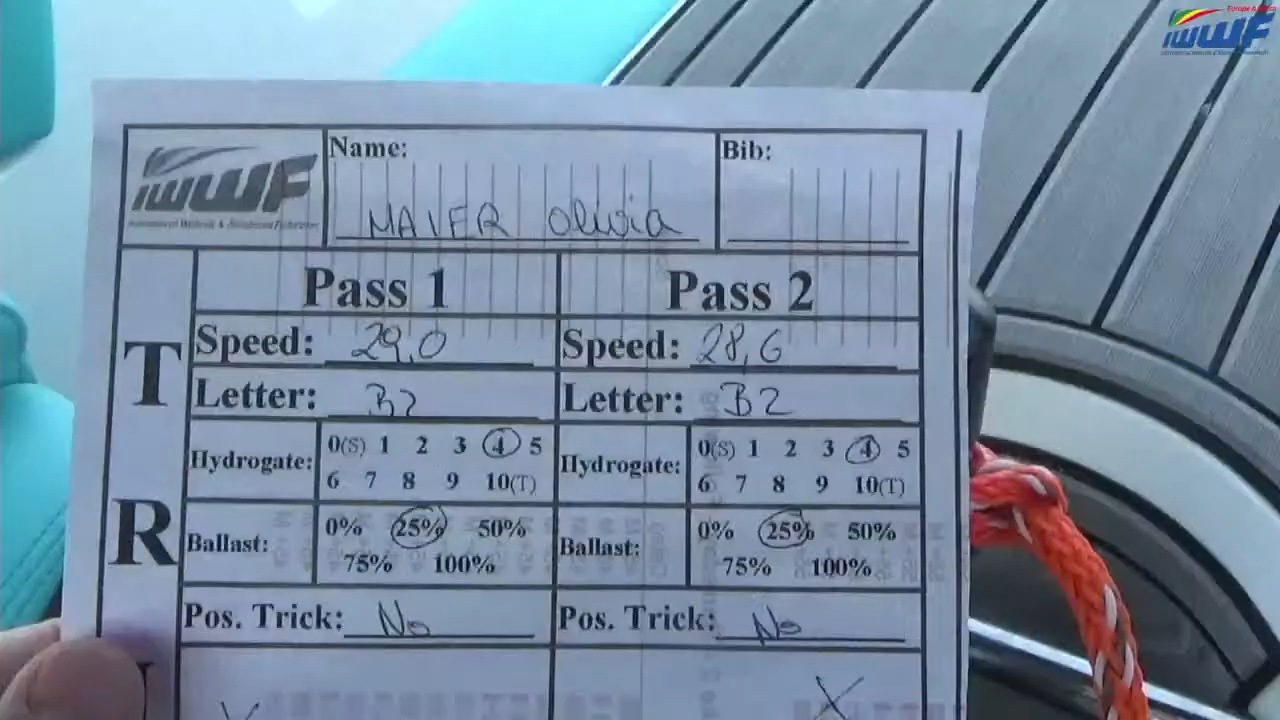 Europe & Africa
IWWF
IWWF
Name:
MAIER Olivia
Bib:
Pass 1
Pass 2
T
R
Speed: 29,0
Speed: 28,6
Letter: B2
Letter: B2
Hydrogate: 0(S) 1 2 3 4 5
6 7 8 9 10(T)
Hydrogate: 0(S) 1 2 3 4 5
6 7 8 9 10(T)
Ballast: 0% 25% 50%
75% 100%
Ballast: 0% 25% 50%
75% 100%
Pos. Trick: No
Pos. Trick: No